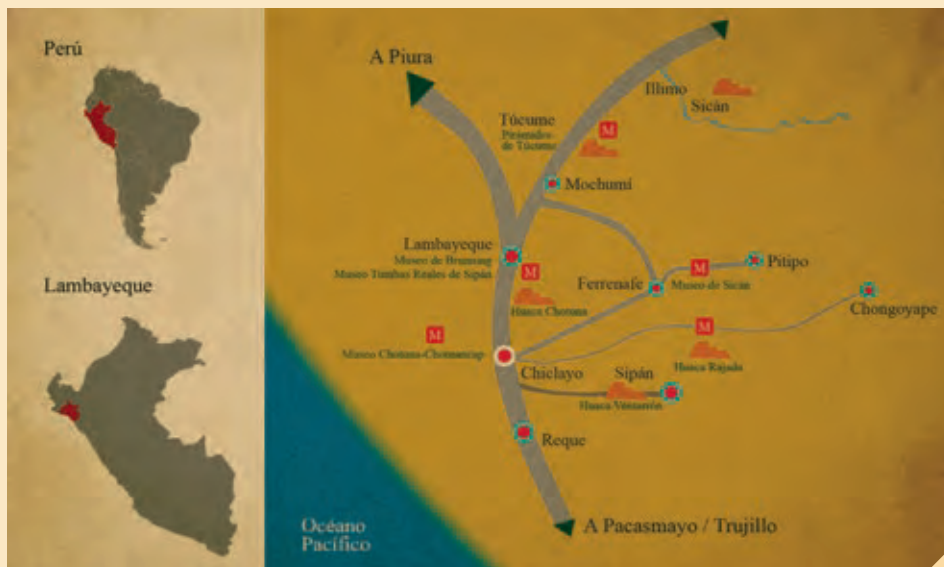 Perú
Lambayeque
A Piura
Illimo
Sicán
Túcume
Pirámides
de Túcume
M
Mochumí
Lambayeque
Museo de Brunning
Museo Tumbas Reales de Sipán
M
Huaca Chotuna
Ferreñafe
M
Museo de Sicán
Pitipo
Chongoyape
M
Museo Chotuna-Chornancap
Chiclayo
M
Huaca Rajada
Sipán
Huaca Ventarrón
Reque
Océano
Pacífico
A Pacasmayo / Trujillo